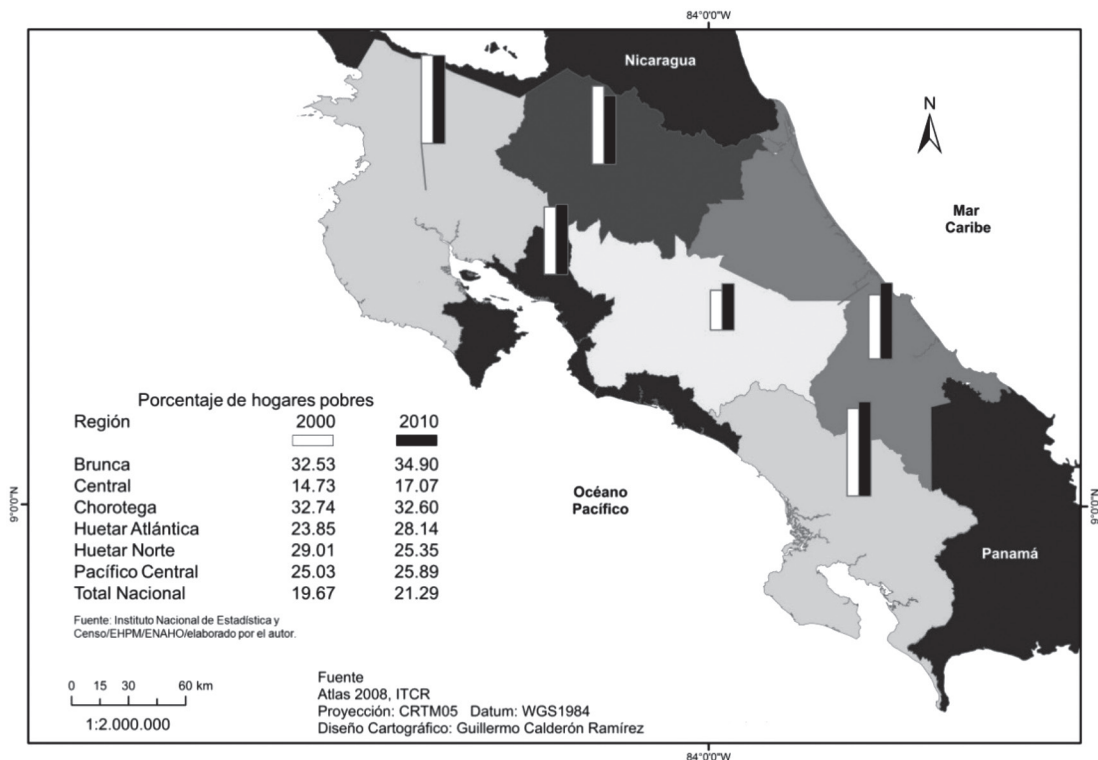 84°0'0"W
Nicaragua
N
Mar
Caribe
Porcentaje de hogares pobres
Región 2000 2010
Brunca 32.53 34.90
Central 14.73 17.07
Chorotega 32.74 32.60
Huetar Atlántica 23.85 28.14
Huetar Norte 29.01 25.35
Pacífico Central 25.03 25.89
Total Nacional 19.67 21.29
Fuente: Instituto Nacional de Estadística y
Censo/EHPM/ENAHO/elaborado por el autor.
9°0'0"N
Océano
Pacífico
9°0'0"N
Panamá
0 15 30 60 km
1:2.000.000
Fuente
Atlas 2008, ITCR
Proyección: CRTM05 Datum: WGS1984
Diseño Cartográfico: Guillermo Calderón Ramírez
84°0'0"W